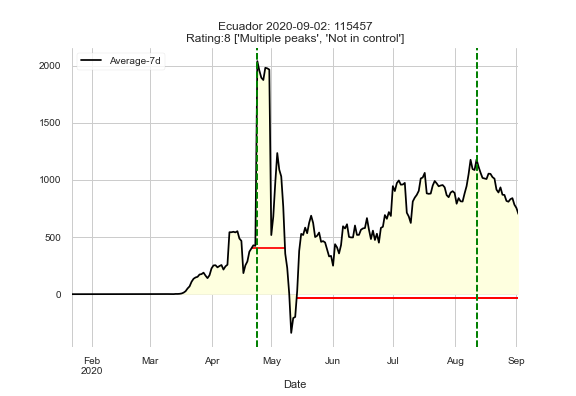 Ecuador 2020-09-02: 115457
Rating:8 ['Multiple peaks', 'Not in control']
Average-7d
2000
1500
1000
500
0
Feb
2020
Mar
Apr
May
Jun
Jul
Aug
Sep
Date